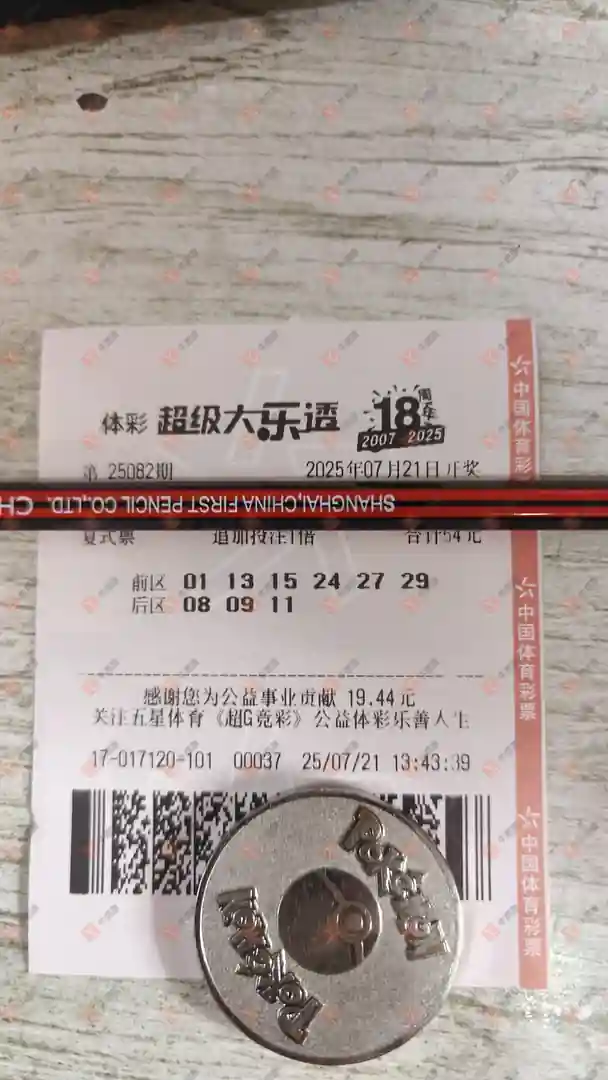 体彩 超级大乐透 18周年
2007-2025
第 25082期 2025年07月21日开奖
SHANGHAI,CHINA FIRST PENCIL CO.,LTD. CH
复式票 追加投注1倍 合计54元
前区 01 13 15 24 27 29
后区 08 09 11
感谢您为公益事业贡献 19.44元
关注五星体育《超G竞彩》公益体彩乐善人生
17-017120-101 00037 25/07/21 13:43:39
Pokémon
Pokémon
中国体育彩
中国体育彩票
中国体育彩票